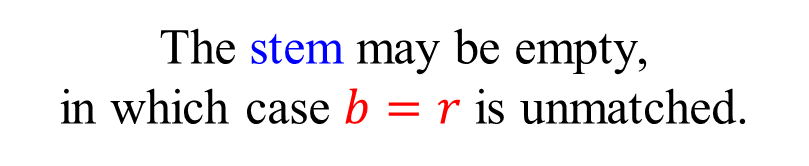 The stem may be empty,
in which case b = r is unmatched.